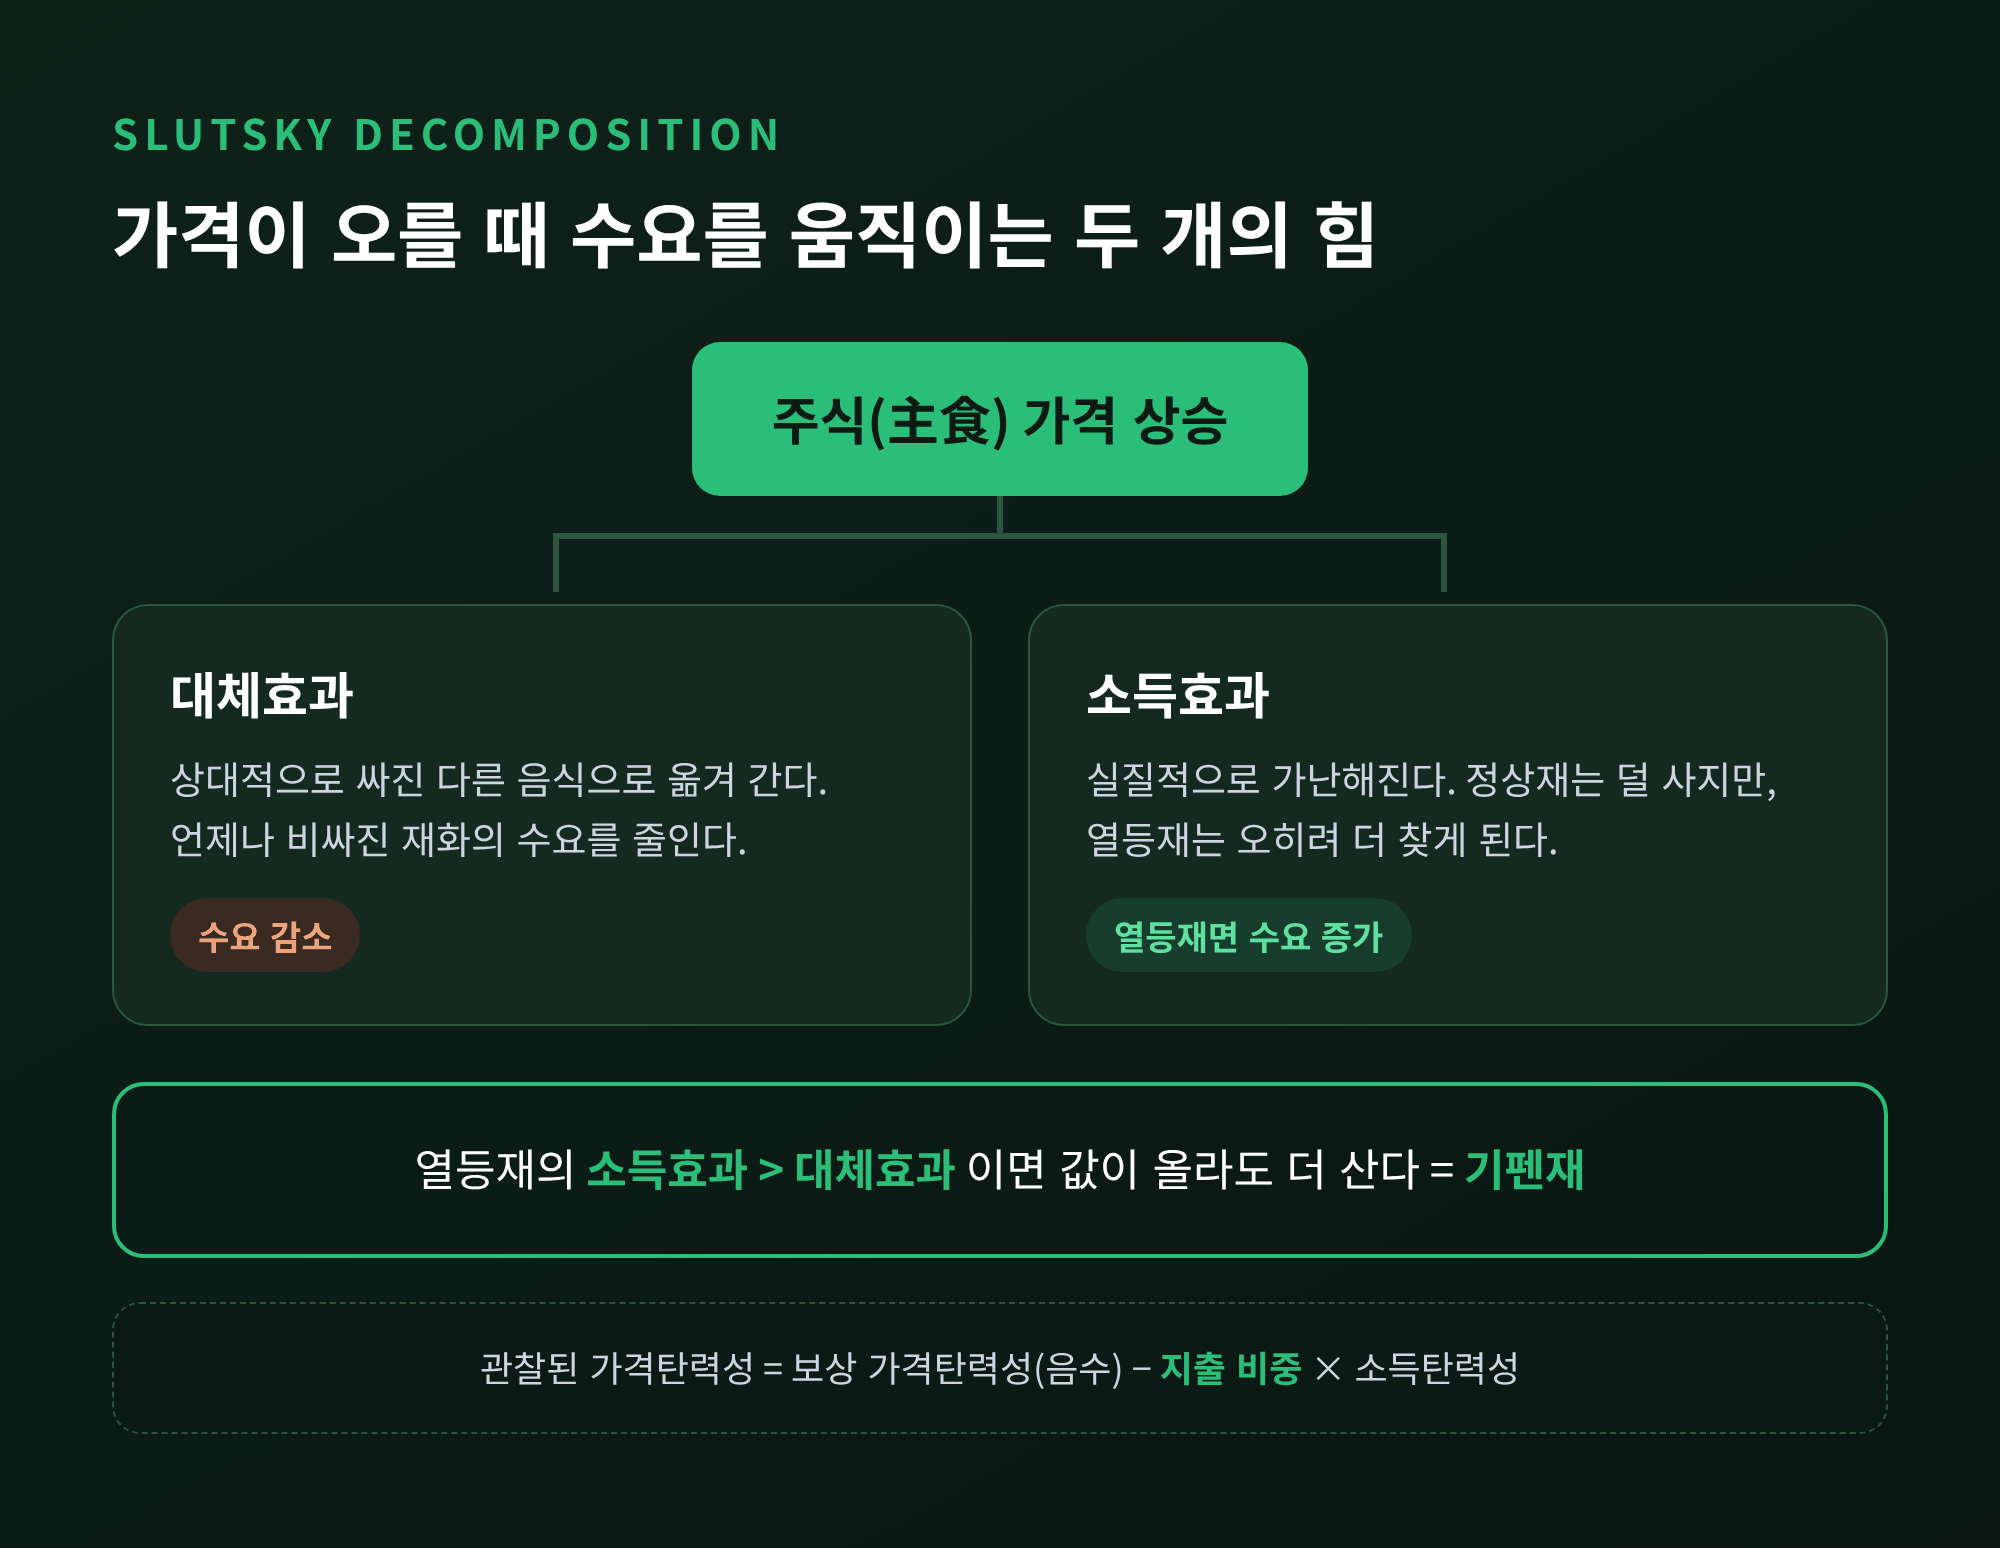 SLUTSKY DECOMPOSITION
가격이 오를 때 수요를 움직이는 두 개의 힘
주식(主食) 가격 상승
대체효과
상대적으로 싸진 다른 음식으로 옮겨 간다.
언제나 비싸진 재화의 수요를 줄인다.
수요 감소
소득효과
실질적으로 가난해진다. 정상재는 덜 사지만,
열등재는 오히려 더 찾게 된다.
열등재면 수요 증가
열등재의 소득효과 > 대체효과 이면 값이 올라도 더 산다 = 기펜재
관찰된 가격탄력성 = 보상 가격탄력성(음수) − 지출 비중 × 소득탄력성